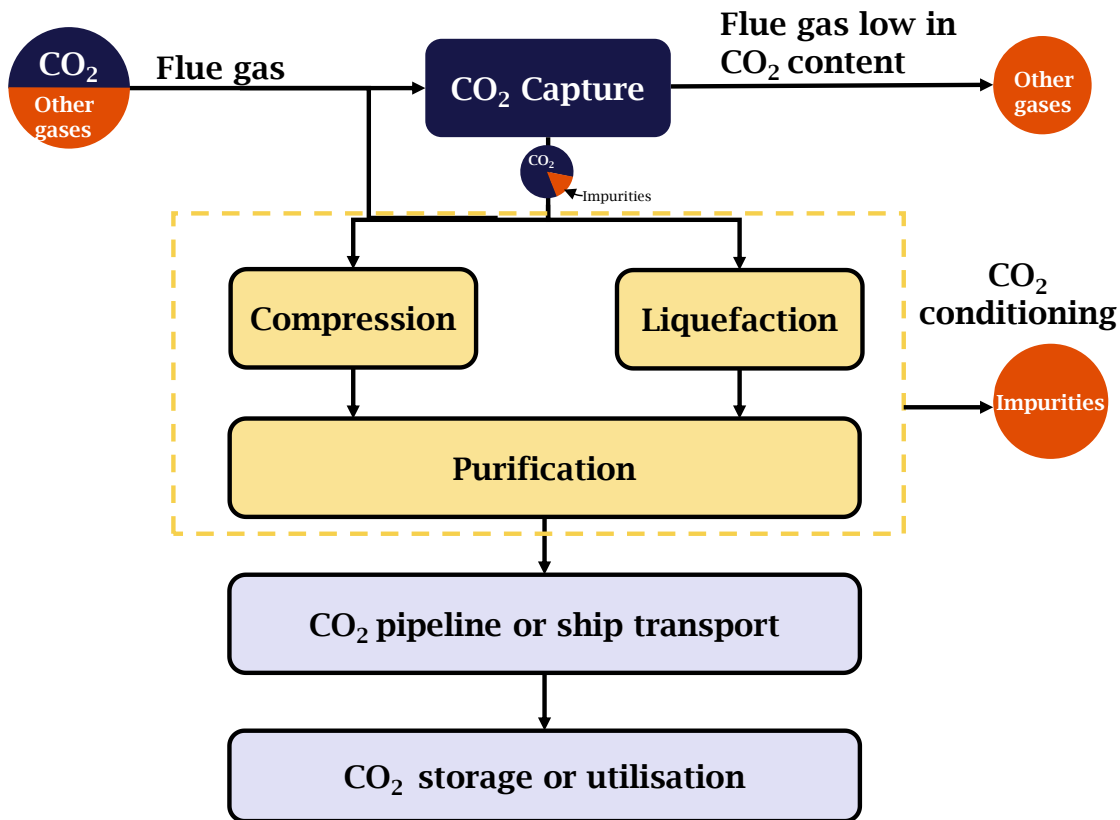 CO₂
Other
gases
Flue gas
CO₂ Capture
Flue gas low in
CO₂ content
Other
gases
CO₂
Impurities
Compression
Liquefaction
CO₂
conditioning
Impurities
Purification
CO₂ pipeline or ship transport
CO₂ storage or utilisation